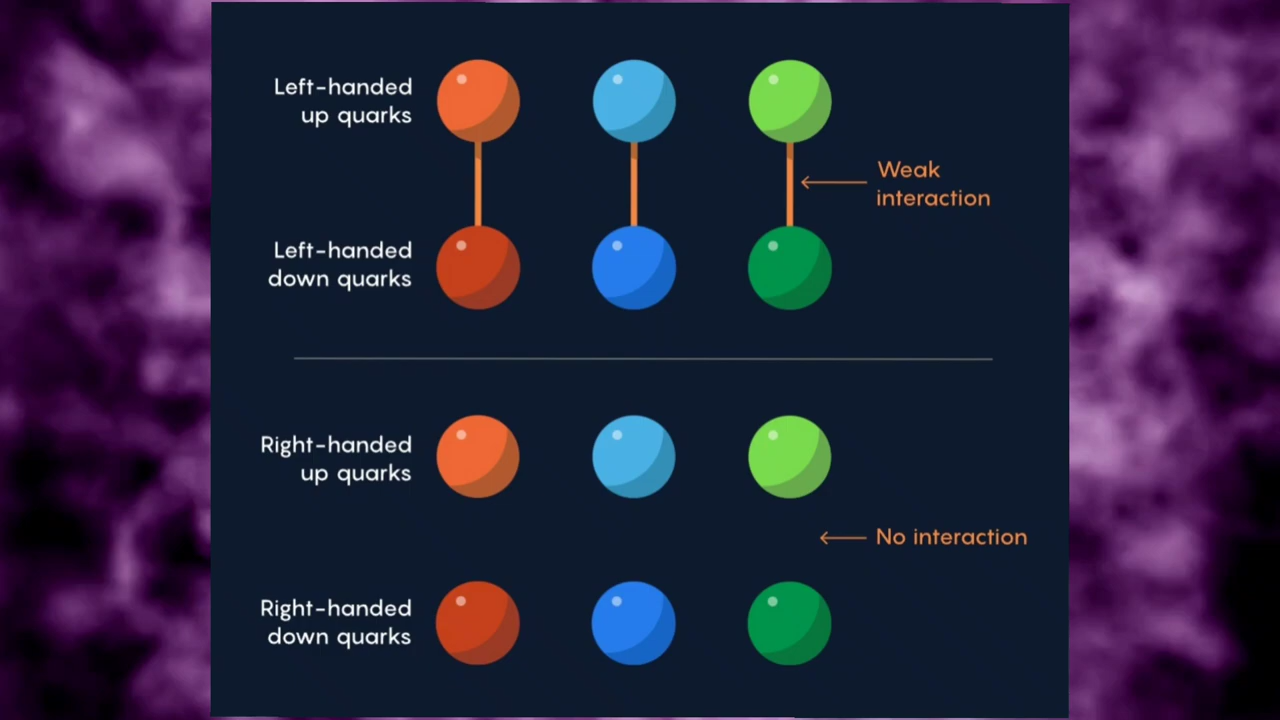 Left-handed
up quarks
Weak
interaction
Left-handed
down quarks
Right-handed
up quarks
No interaction
Right-handed
down quarks